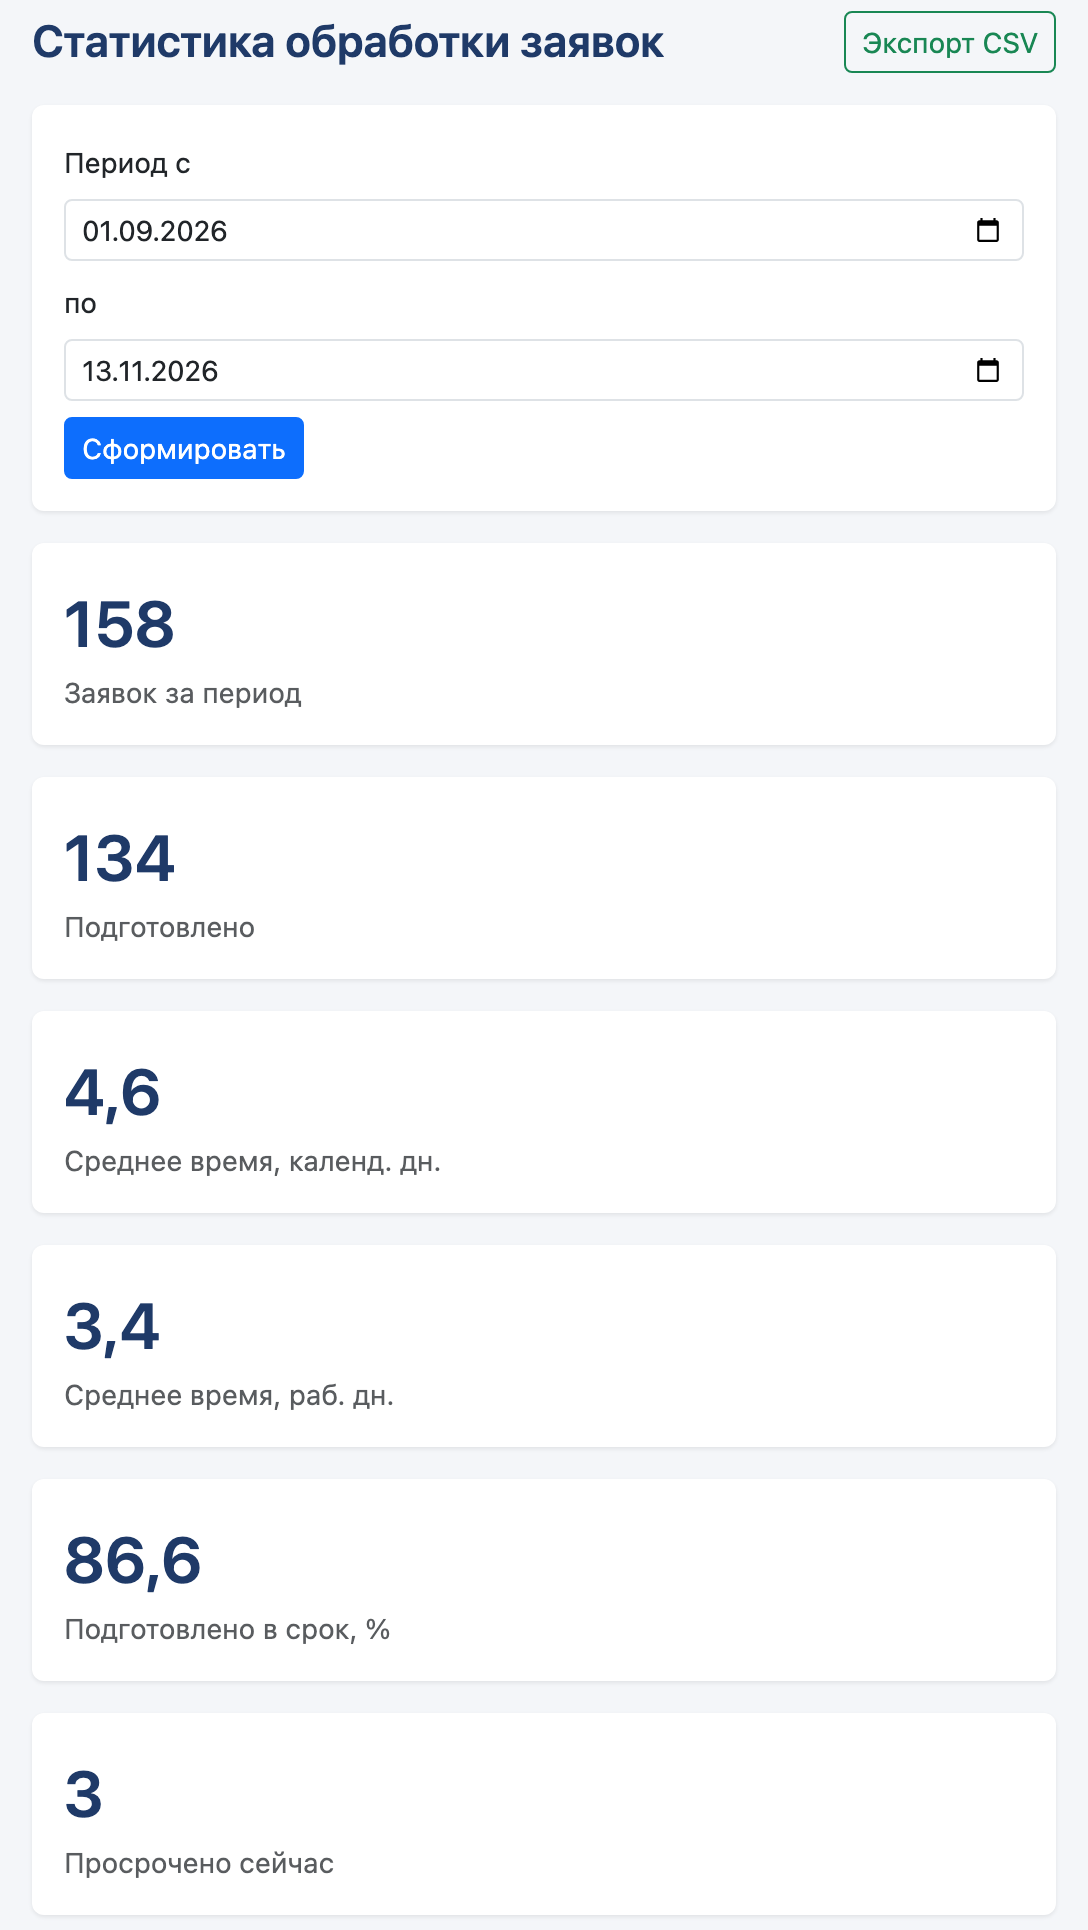 Статистика обработки заявок
Экспорт CSV
Период с
01.09.2026
по
13.11.2026
Сформировать
158
Заявок за период
134
Подготовлено
4,6
Среднее время, календ. дн.
3,4
Среднее время, раб. дн.
86,6
Подготовлено в срок, %
3
Просрочено сейчас